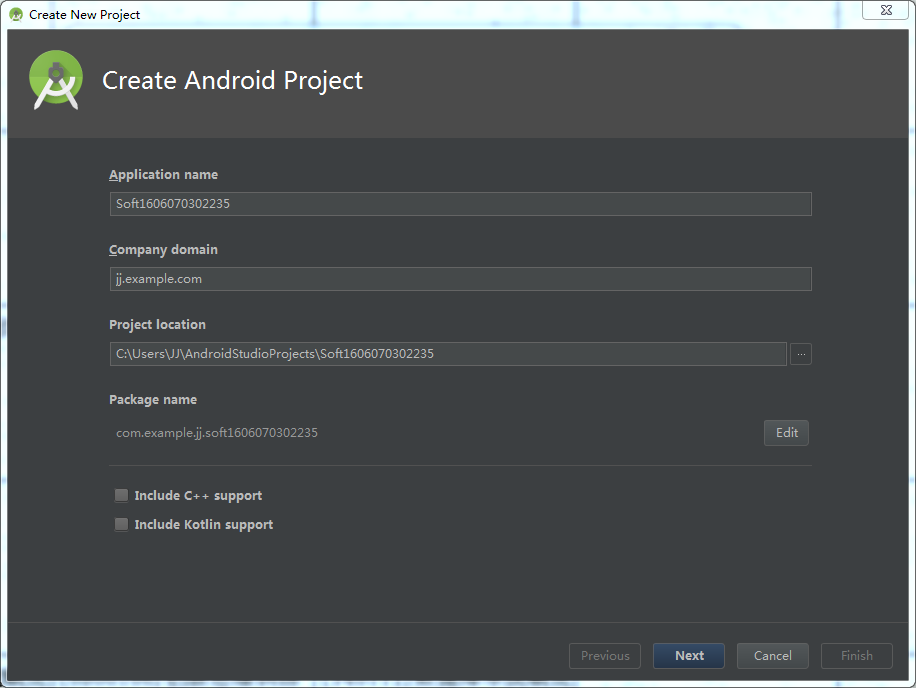 Create New Project
Create Android Project
Application name
Soft1606070302235
Company domain
jj.example.com
Project location
C:\Users\JJ\AndroidStudioProjects\Soft1606070302235
...
Package name
com.example.jj.soft1606070302235
Edit
Include C++ support
Include Kotlin support
Previous
Next
Cancel
Finish